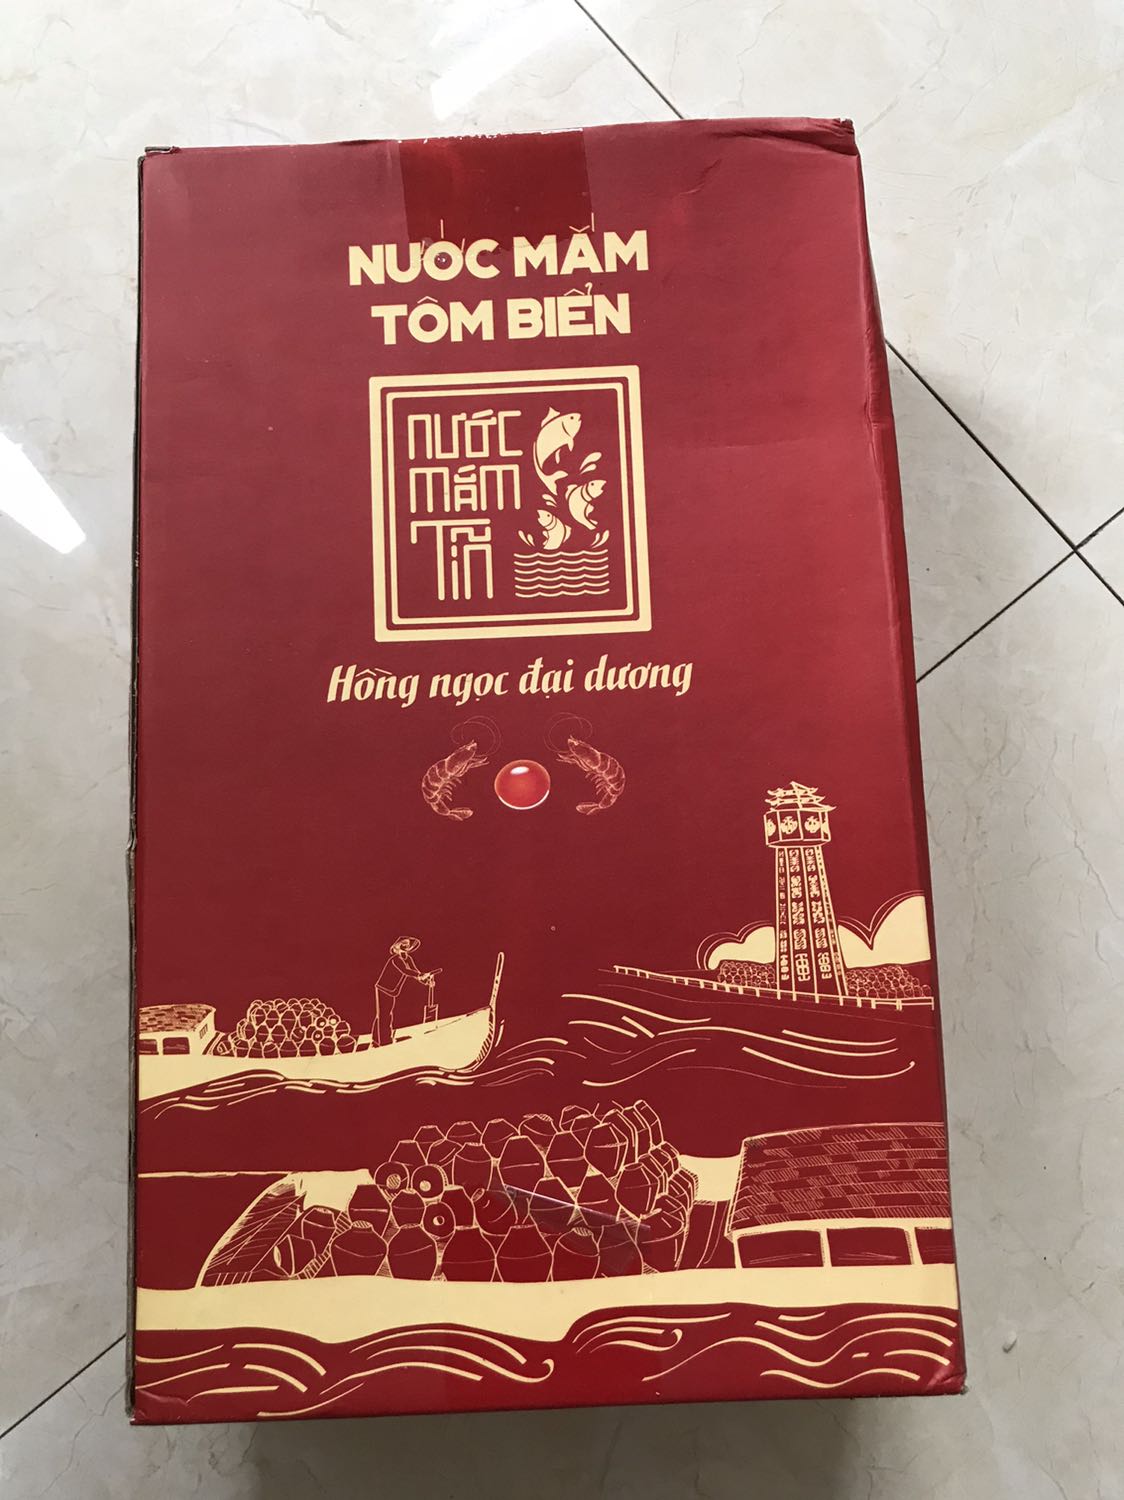 NƯỚC MẮM
TÔM BIỂN
NƯỚC
MẮM
TĨN
Hồng ngọc đại dương